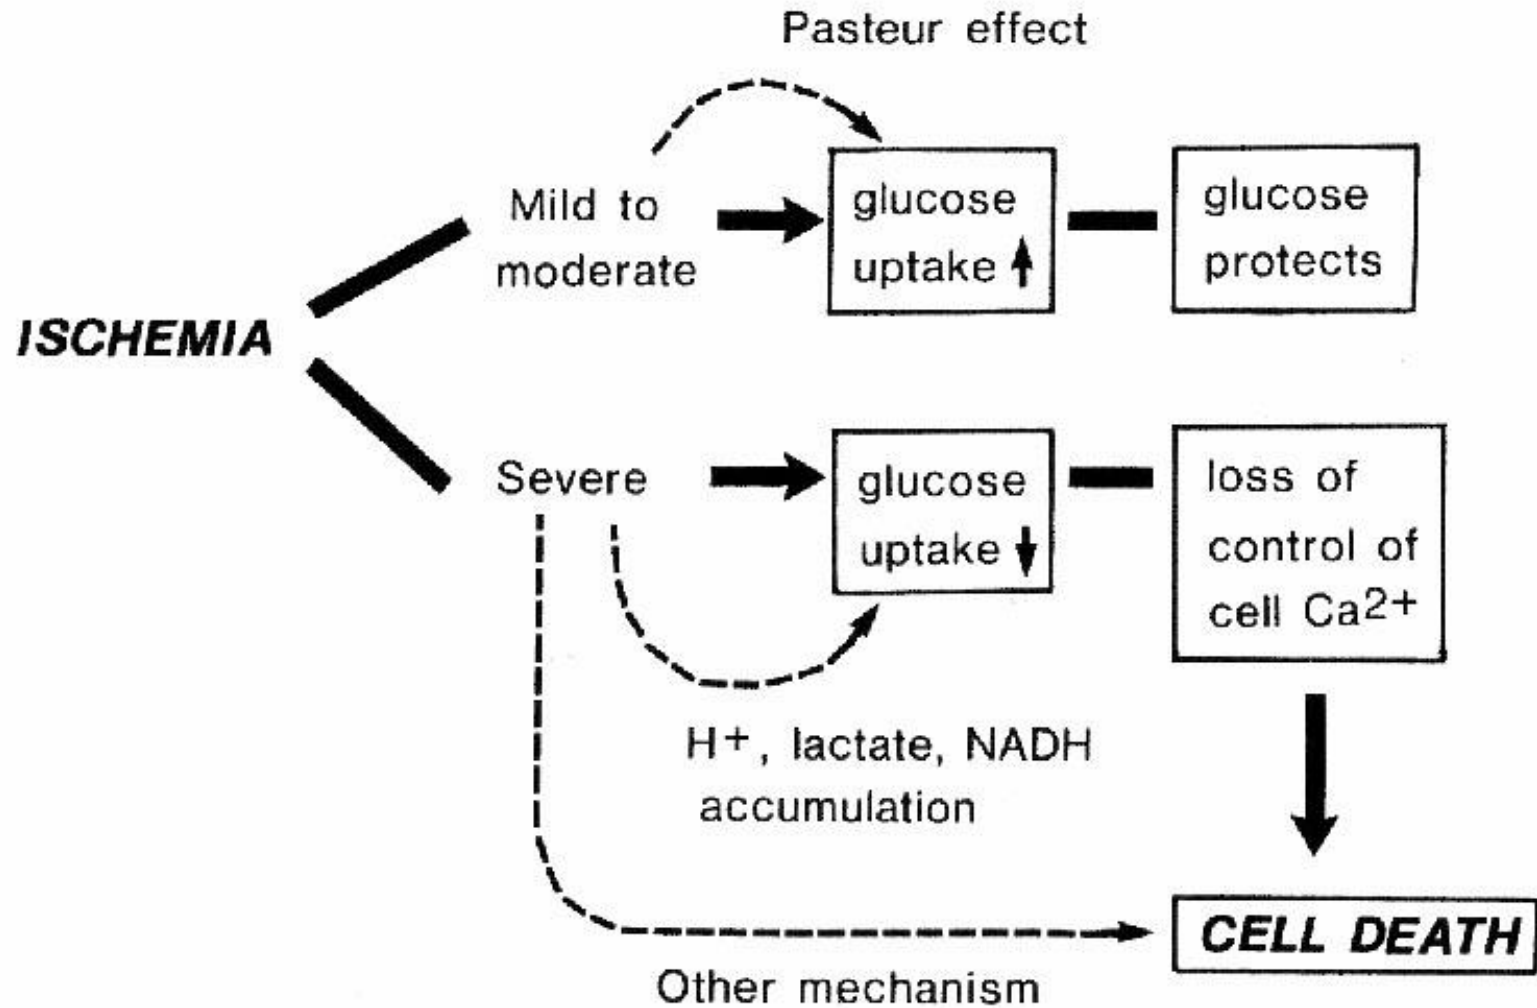 Pasteur effect
Mild to
moderate
glucose
uptake ↑
glucose
protects
ISCHEMIA
Severe
glucose
uptake ↓
loss of
control of
cell Ca2+
H+, lactate, NADH
accumulation
CELL DEATH
Other mechanism